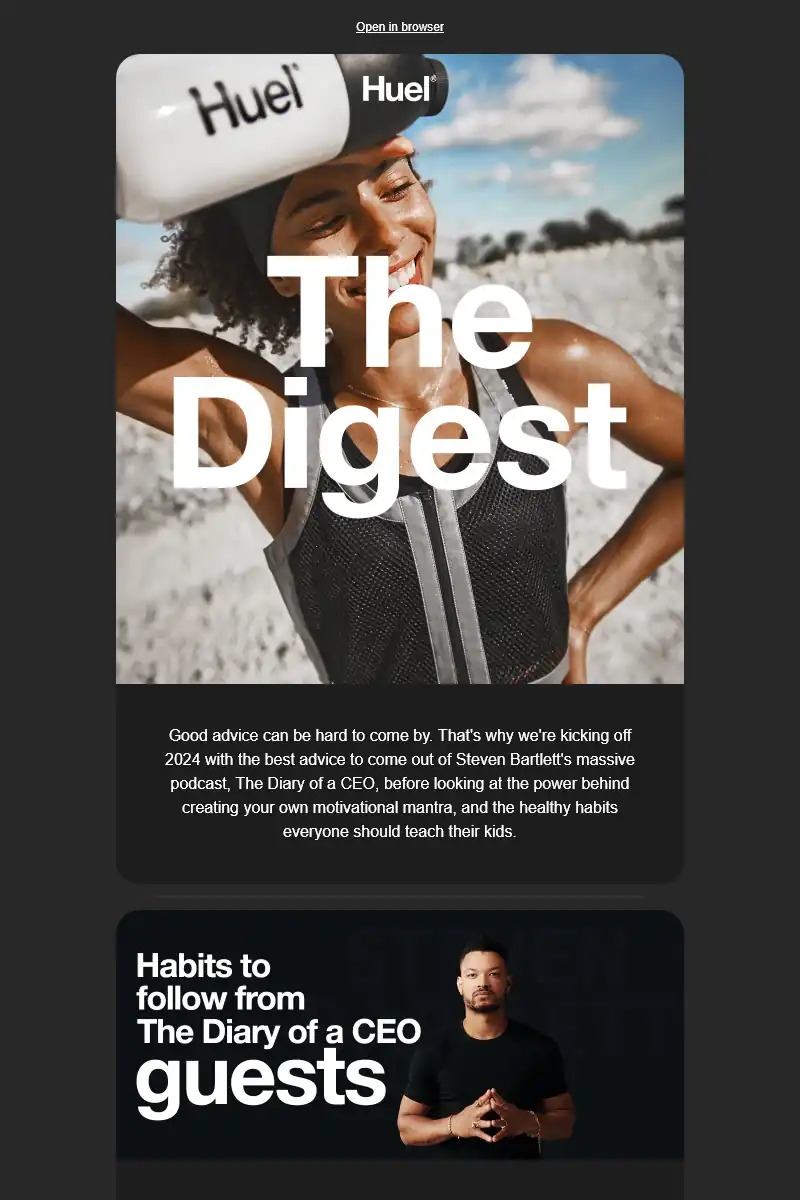 Open in browser
Huel
Huel®
The
Digest
Good advice can be hard to come by. That's why we're kicking off
2024 with the best advice to come out of Steven Bartlett's massive
podcast, The Diary of a CEO, before looking at the power behind
creating your own motivational mantra, and the healthy habits
everyone should teach their kids.
STEVEN
Habits to
follow from
The Diary of a CEO
guests